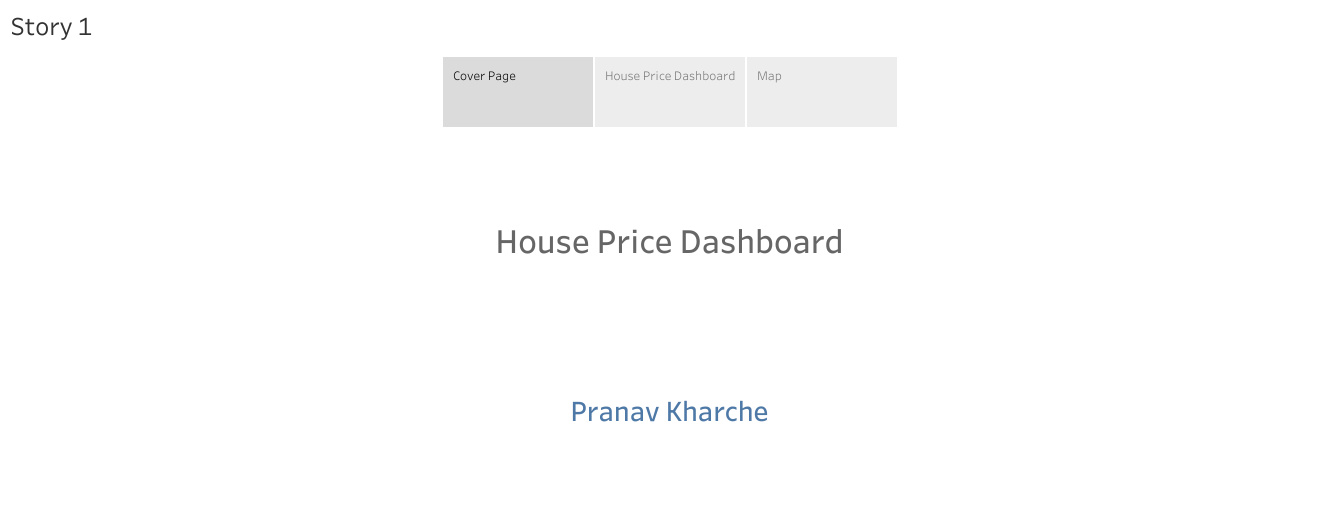 Story 1
Cover Page
House Price Dashboard
Map
House Price Dashboard
Pranav Kharche